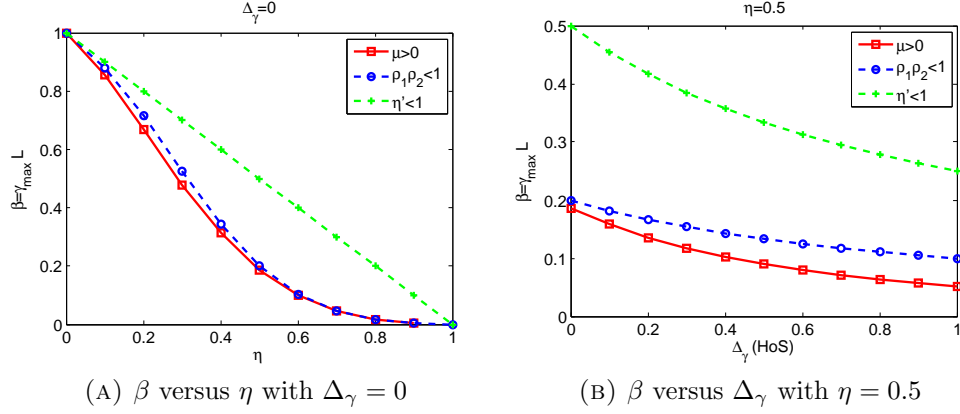 Δγ=0
β=γmax L
1
0.8
0.6
0.4
0.2
0
0 0.2 0.4 0.6 0.8 1
η
μ>0
ρ1ρ2<1
η'<1
(A) β versus η with Δγ = 0
η=0.5
β=γmax L
0.5
0.4
0.3
0.2
0.1
0
0 0.2 0.4 0.6 0.8 1
Δγ (HoS)
μ>0
ρ1ρ2<1
η'<1
(B) β versus Δγ with η = 0.5